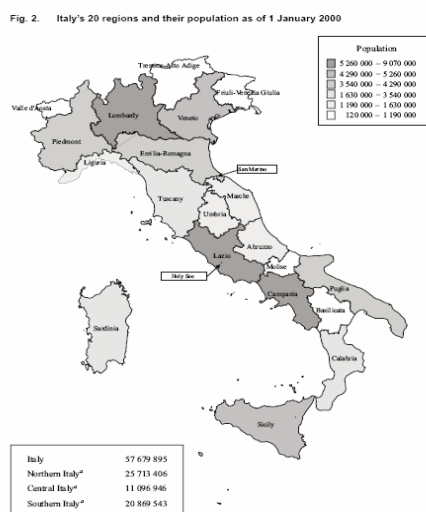 Fig. 2. Italy's 20 regions and their population as of 1 January 2000
Population
5 260 000 – 9 070 000
4 290 000 – 5 260 000
3 540 000 – 4 290 000
1 630 000 – 3 540 000
1 190 000 – 1 630 000
120 000 – 1 190 000
Trentino-Alto Adige
Friuli-Venezia Giulia
Valle d'Aosta
Lombardy
Veneto
Piedmont
Emilia-Romagna
Liguria
San Marino
Tuscany
Marche
Umbria
Abruzzo
Lazio
Molise
Holy See
Campania
Puglia
Basilicata
Sardinia
Calabria
Sicily
Italy 57 679 895
Northern Italyª 25 713 406
Central Italyª 11 096 946
Southern Italyª 20 869 543